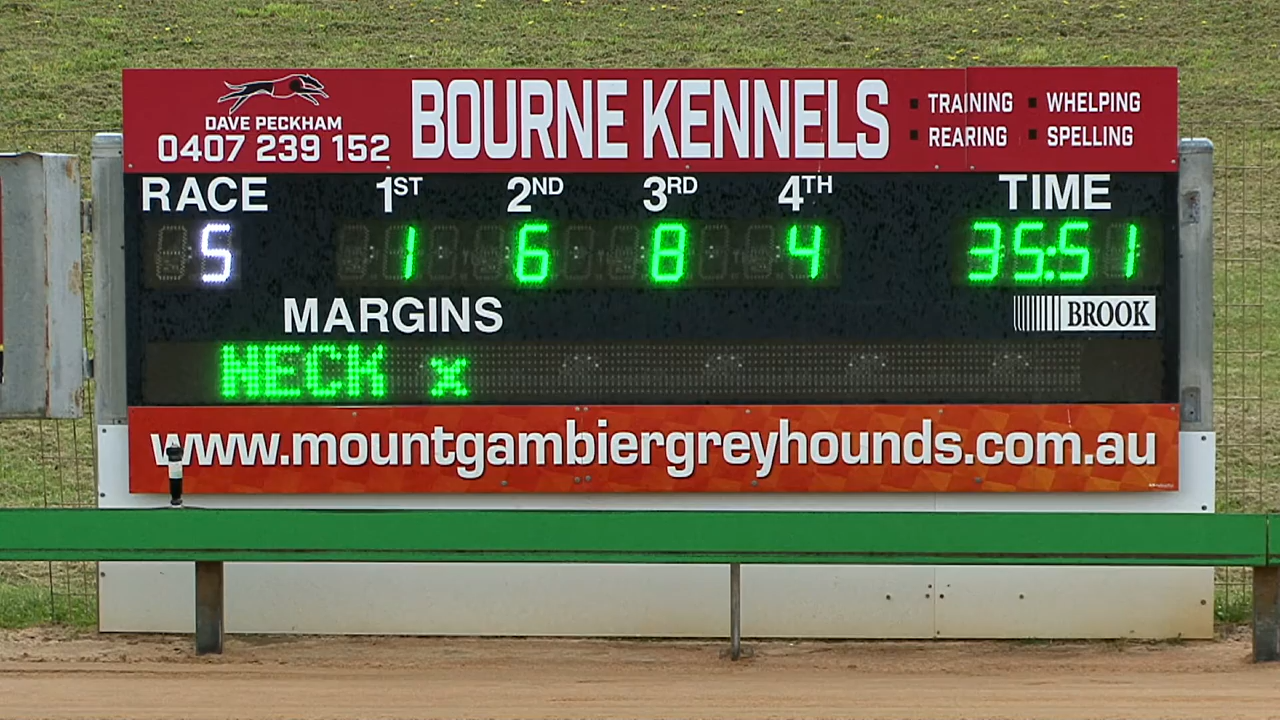 DAVE PECKHAM
0407 239 152
BOURNE KENNELS
▪ TRAINING ▪ WHELPING
▪ REARING ▪ SPELLING
RACE 1ST 2ND 3RD 4TH TIME
5 1 6 8 4 35:51
MARGINS
BROOK
NECK x
www.mountgambiergreyhounds.com.au